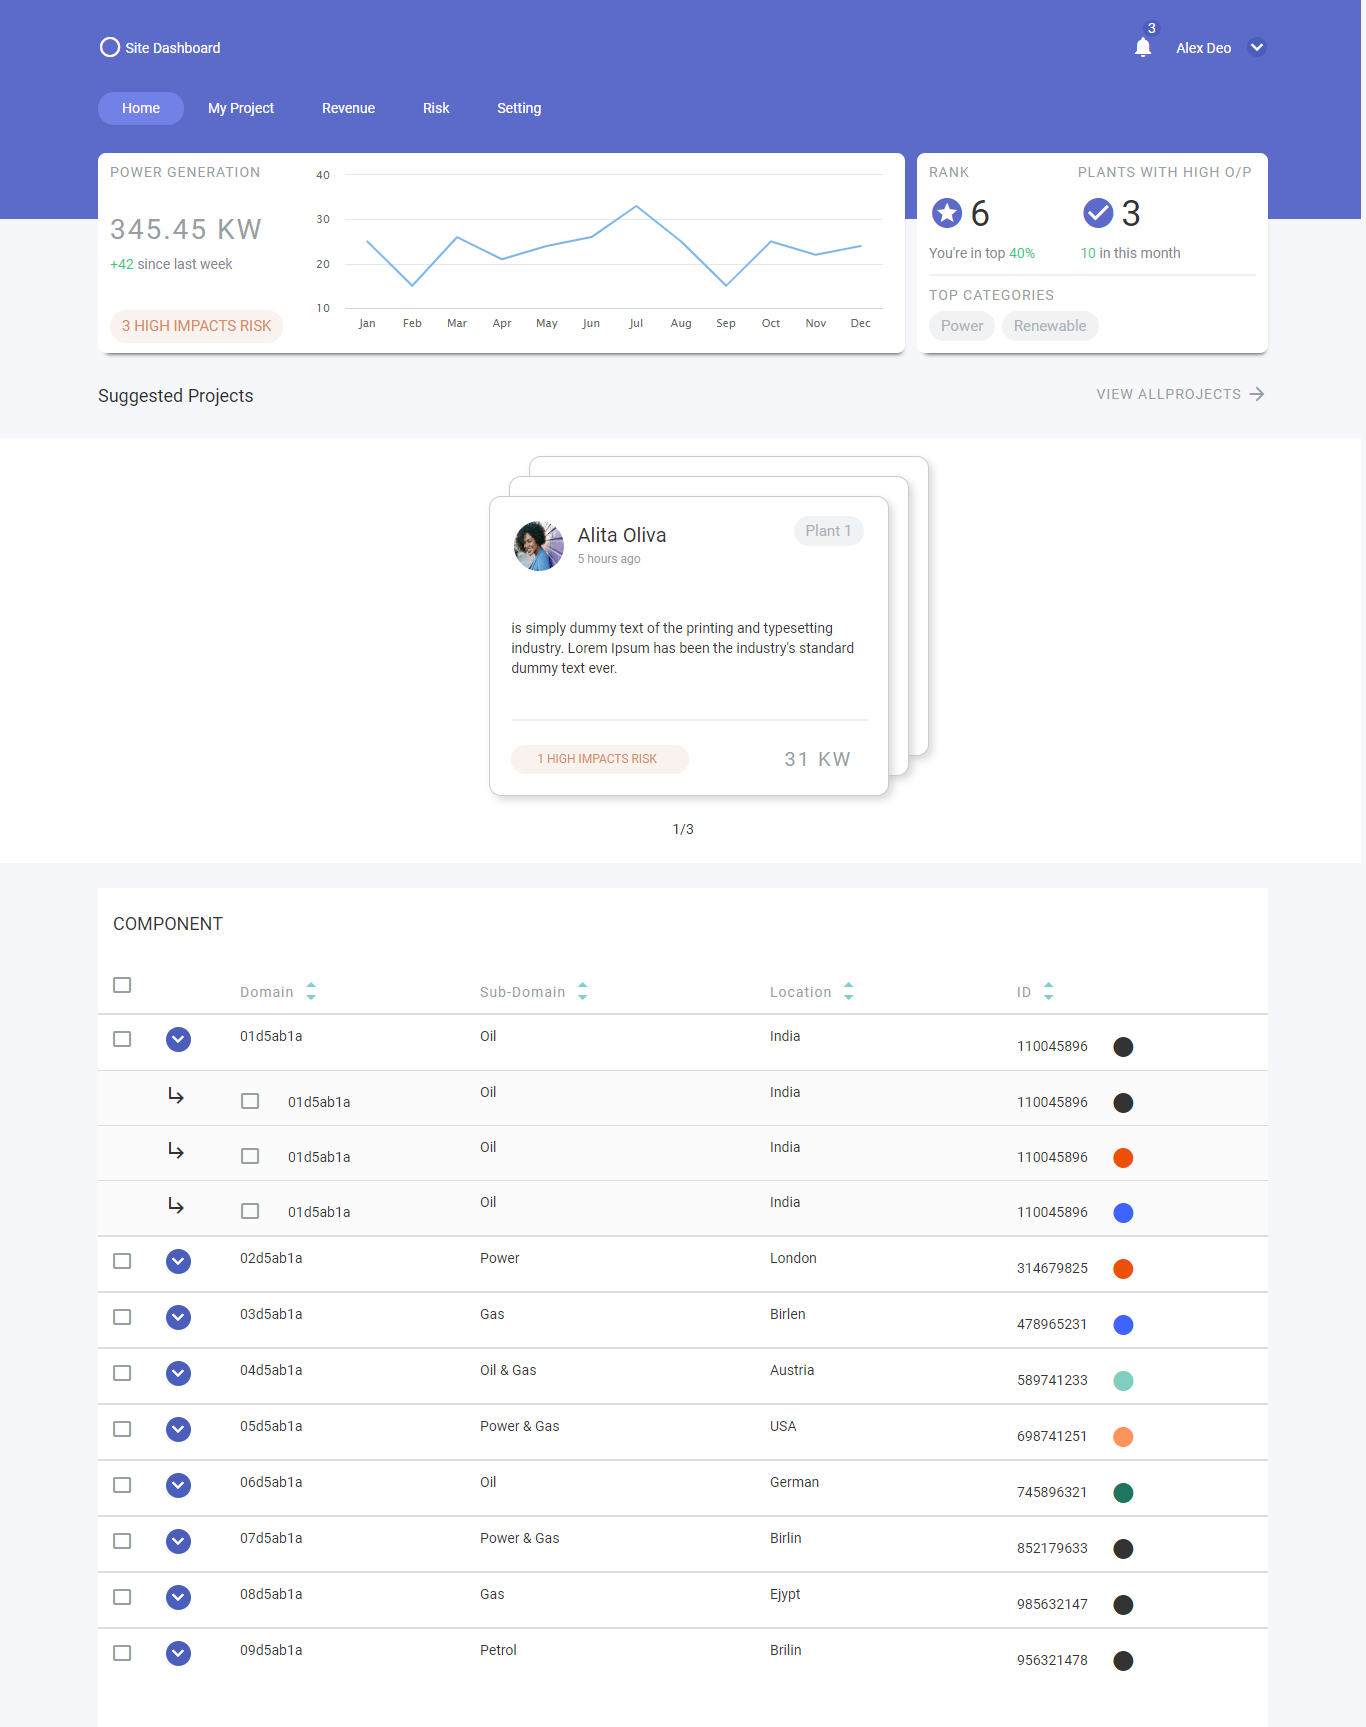 Site Dashboard
3
Alex Deo
Home
My Project
Revenue
Risk
Setting
POWER GENERATION
345.45 KW
+42 since last week
3 HIGH IMPACTS RISK
40
30
20
10
Jan Feb Mar Apr May Jun Jul Aug Sep Oct Nov Dec
RANK
6
You're in top 40%
PLANTS WITH HIGH O/P
3
10 in this month
TOP CATEGORIES
Power
Renewable
Suggested Projects
VIEW ALLPROJECTS
Alita Oliva
5 hours ago
Plant 1
is simply dummy text of the printing and typesetting
industry. Lorem Ipsum has been the industry's standard
dummy text ever.
1 HIGH IMPACTS RISK
31 KW
1/3
COMPONENT
Domain Sub-Domain Location ID
01d5ab1a Oil India 110045896
01d5ab1a Oil India 110045896
01d5ab1a Oil India 110045896
01d5ab1a Oil India 110045896
02d5ab1a Power London 314679825
03d5ab1a Gas Birlen 478965231
04d5ab1a Oil & Gas Austria 589741233
05d5ab1a Power & Gas USA 698741251
06d5ab1a Oil German 745896321
07d5ab1a Power & Gas Birlin 852179633
08d5ab1a Gas Ejypt 985632147
09d5ab1a Petrol Brilin 956321478